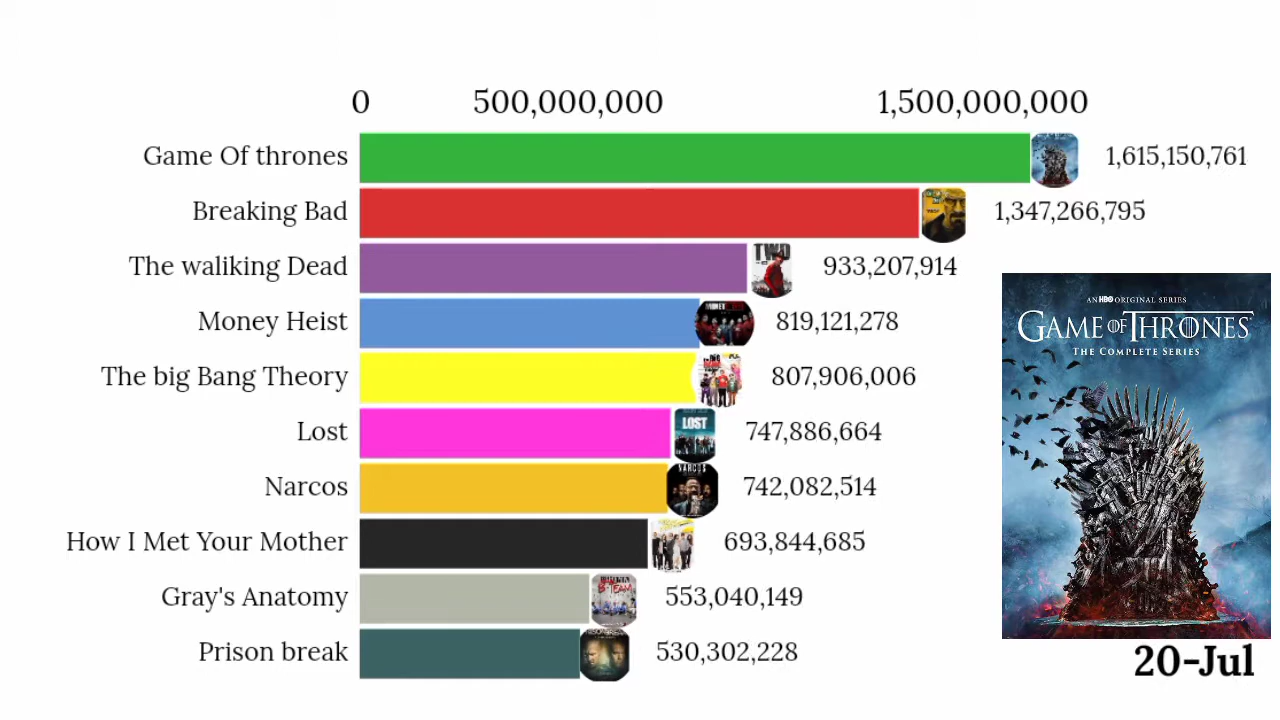 0 500,000,000 1,500,000,000
Game Of thrones 1,615,150,761
Breaking Bad 1,347,266,795
The waliking Dead TWD 933,207,914
Money Heist 819,121,278
The big Bang Theory 807,906,006
Lost LOST 747,886,664
Narcos NARCOS 742,082,514
How I Met Your Mother 693,844,685
Gray's Anatomy B-TEAM 553,040,149
Prison break 530,302,228
AN HBO ORIGINAL SERIES
GAME OF THRONES
THE COMPLETE SERIES
20-Jul